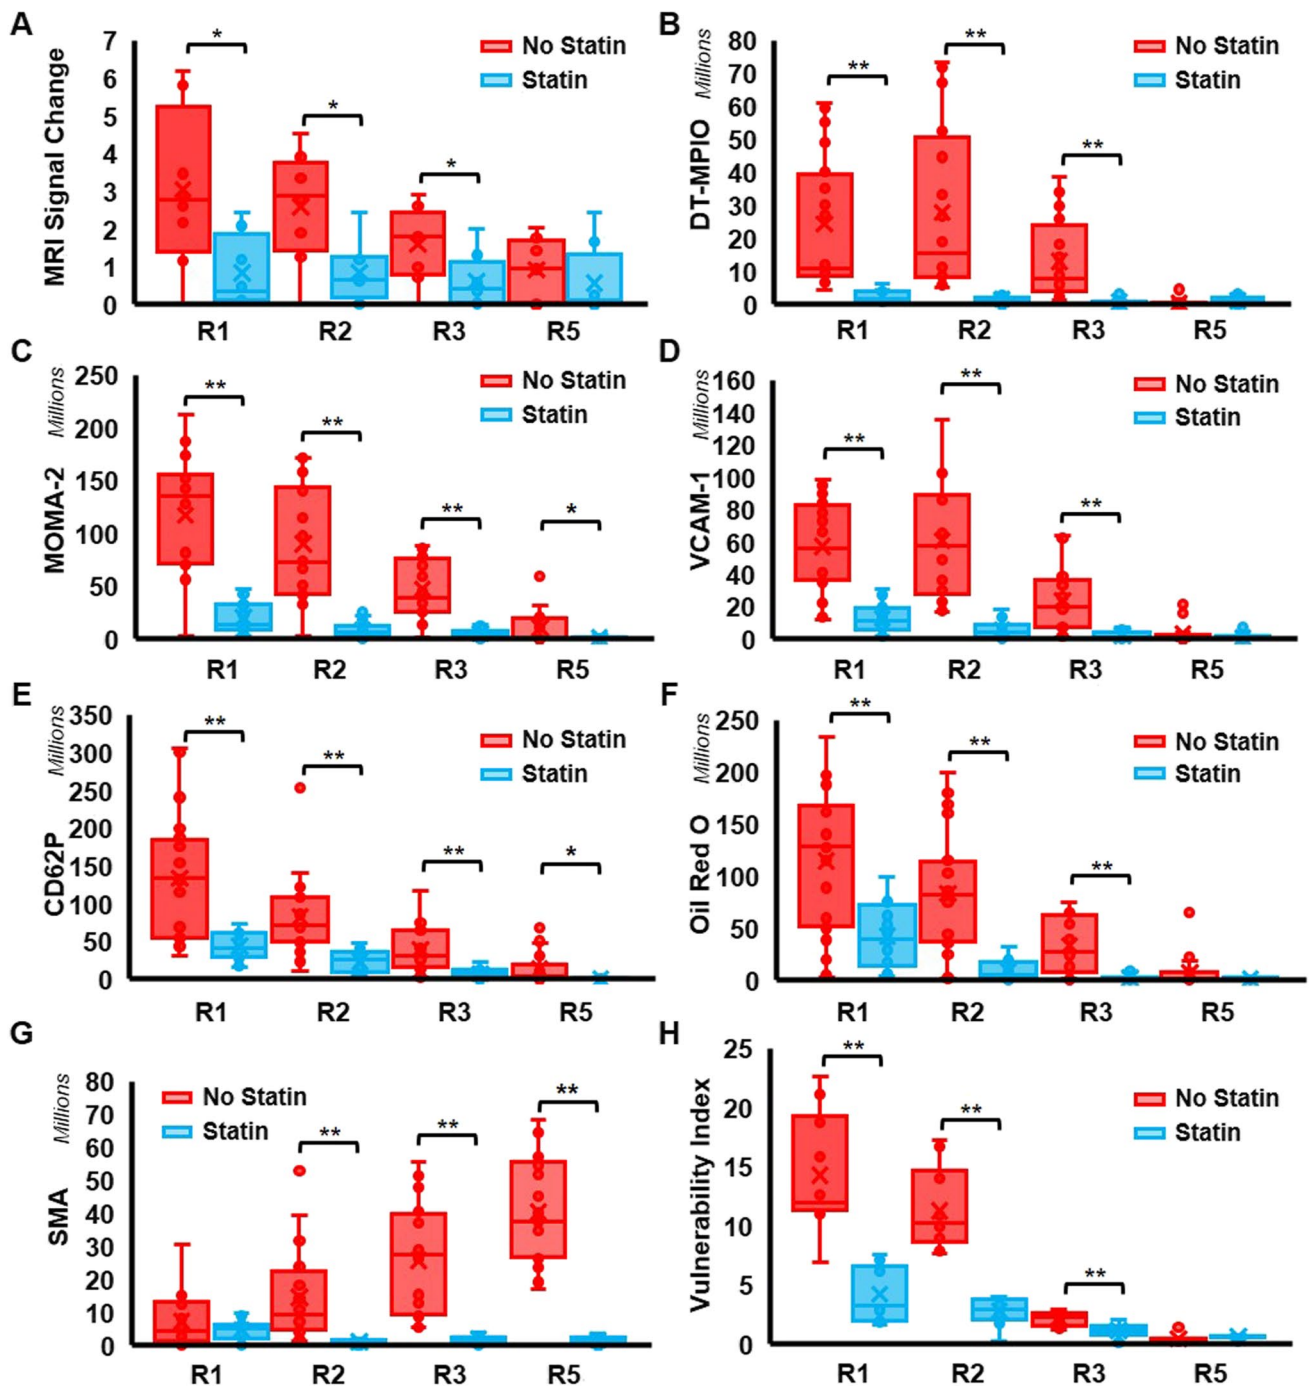 A
MRI Signal Change
7
6
5
4
3
2
1
0
*
*
*
No Statin
Statin
R1 R2 R3 R5
B
Millions
DT-MPIO
80
70
60
50
40
30
20
10
0
**
**
**
No Statin
Statin
R1 R2 R3 R5
C
Millions
MOMA-2
250
200
150
100
50
0
**
**
**
*
No Statin
Statin
R1 R2 R3 R5
D
Millions
VCAM-1
160
140
120
100
80
60
40
20
0
**
**
**
No Statin
Statin
R1 R2 R3 R5
E
Millions
CD62P
350
300
250
200
150
100
50
0
**
**
**
*
No Statin
Statin
R1 R2 R3 R5
F
Millions
Oil Red O
250
200
150
100
50
0
**
**
**
No Statin
Statin
R1 R2 R3 R5
G
Millions
SMA
80
70
60
50
40
30
20
10
0
No Statin
Statin
**
**
**
R1 R2 R3 R5
H
Vulnerability Index
25
20
15
10
5
0
**
**
**
No Statin
Statin
R1 R2 R3 R5